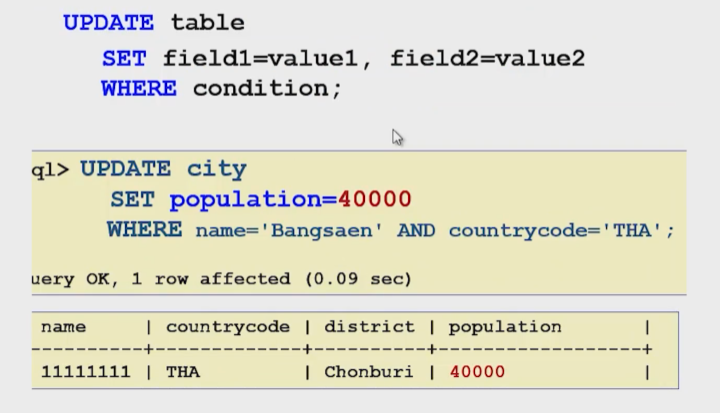 UPDATE table
SET field1=value1, field2=value2
WHERE condition;
ql> UPDATE city
SET population=40000
WHERE name='Bangsaen' AND countrycode='THA';
uery OK, 1 row affected (0.09 sec)
name | countrycode | district | population |
----------+-------------+----------+------------------+
11111111 | THA | Chonburi | 40000 |